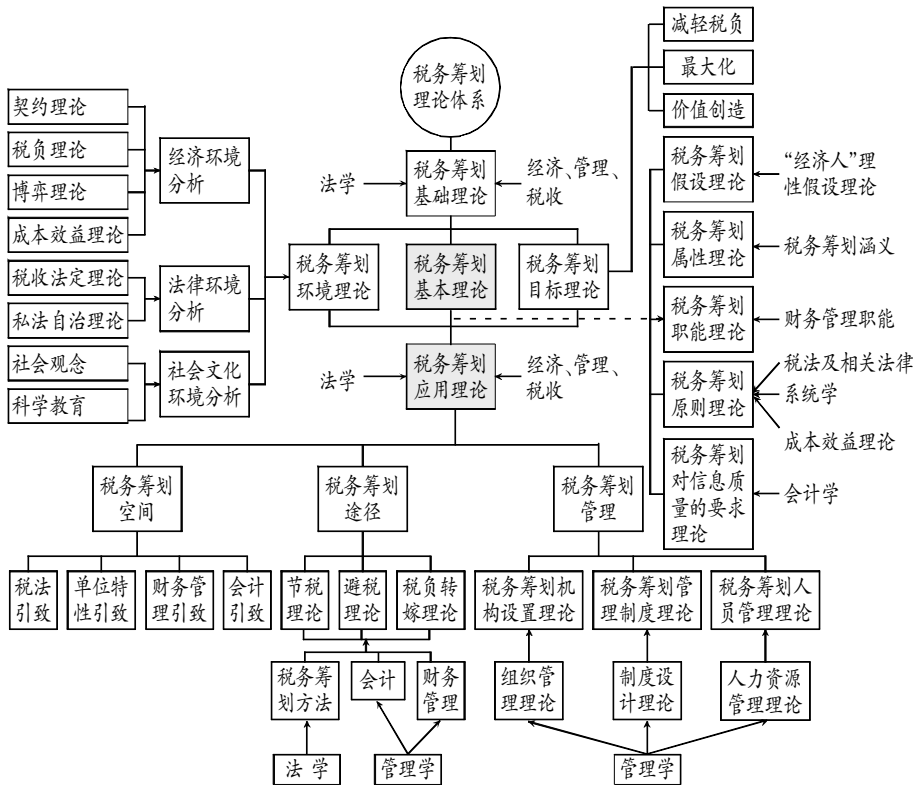 减轻税负
最大化
价值创造
税务筹划
理论体系
契约理论
税负理论
博弈理论
成本效益理论
经济环境
分析
法学
税务筹划
基础理论
经济、管理、
税收
税务筹划
假设理论
“经济人”理
性假设理论
税收法定理论
私法自治理论
法律环境
分析
税务筹划
环境理论
税务筹划
基本理论
税务筹划
目标理论
税务筹划
属性理论
税务筹划涵义
税务筹划
职能理论
财务管理职能
社会观念
科学教育
社会文化
环境分析
法学
税务筹划
应用理论
经济、管理、
税收
税务筹划
原则理论
税法及相关法律
系统学
成本效益理论
税务筹划
对信息质
量的要求
理论
会计学
税务筹划
空间
税务筹划
途径
税务筹划
管理
税法
引致
单位特
性引致
财务管
理引致
会计
引致
节税
理论
避税
理论
税负转
嫁理论
税务筹划机
构设置理论
税务筹划管
理制度理论
税务筹划人
员管理理论
税务筹
划方法
会计
财务
管理
组织管
理理论
制度设
计理论
人力资源
管理理论
法学
管理学
管理学